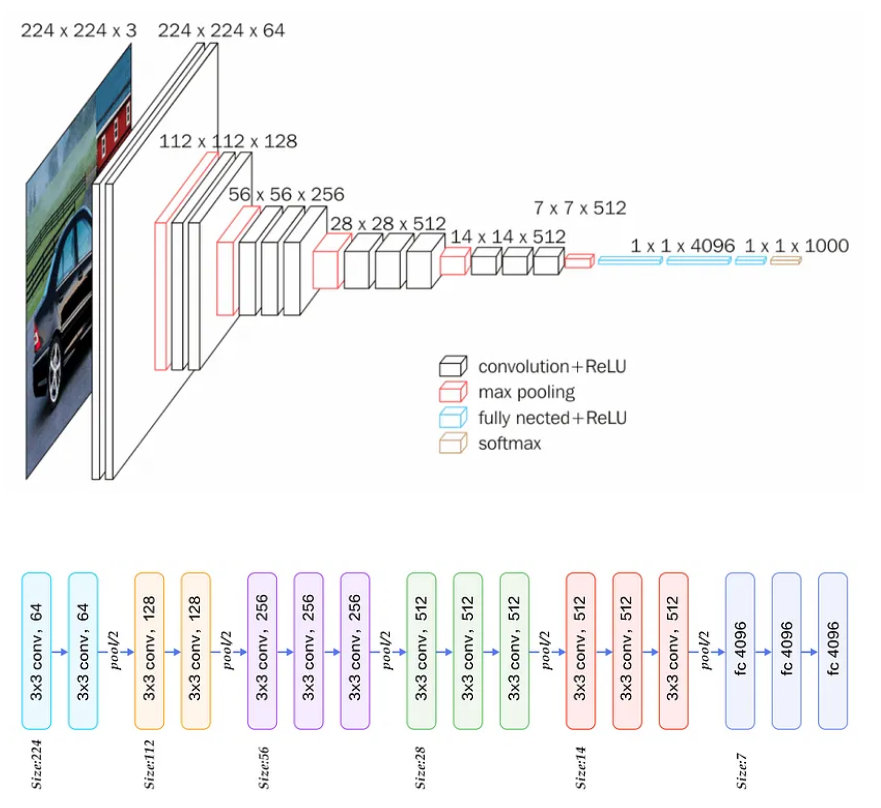 224 x 224 x 3
224 x 224 x 64
112 x 112 x 128
56 x 56 x 256
28 x 28 x 512
14 x 14 x 512
7 x 7 x 512
1 x 1 x 4096
1 x 1 x 1000
convolution+ReLU
max pooling
fully nected+ReLU
softmax
3x3 conv, 64
3x3 conv, 64
pool/2
3x3 conv, 128
3x3 conv, 128
pool/2
3x3 conv, 256
3x3 conv, 256
3x3 conv, 256
pool/2
3x3 conv, 512
3x3 conv, 512
3x3 conv, 512
pool/2
3x3 conv, 512
3x3 conv, 512
3x3 conv, 512
pool/2
fc 4096
fc 4096
fc 4096
Size:224
Size:112
Size:56
Size:28
Size:14
Size:7